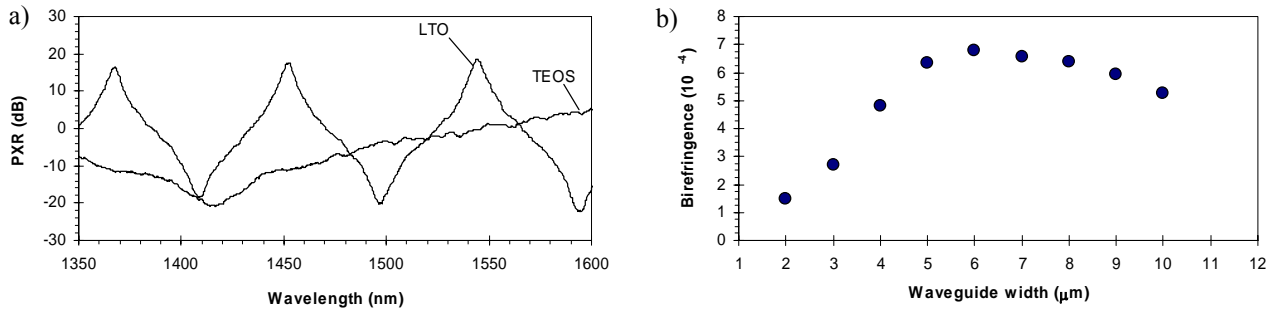 a)
30
20
10
0
-10
-20
-30
PXR (dB)
LTO
TEOS
1350 1400 1450 1500 1550 1600
Wavelength (nm)
b)
8
7
6
5
4
3
2
1
0
Birefringence (10 -4)
1 2 3 4 5 6 7 8 9 10 11 12
Waveguide width (μm)